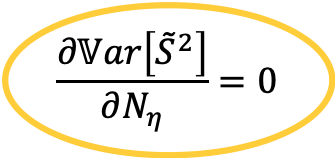 ∂𝕍ar[S̃²] / ∂N_η = 0